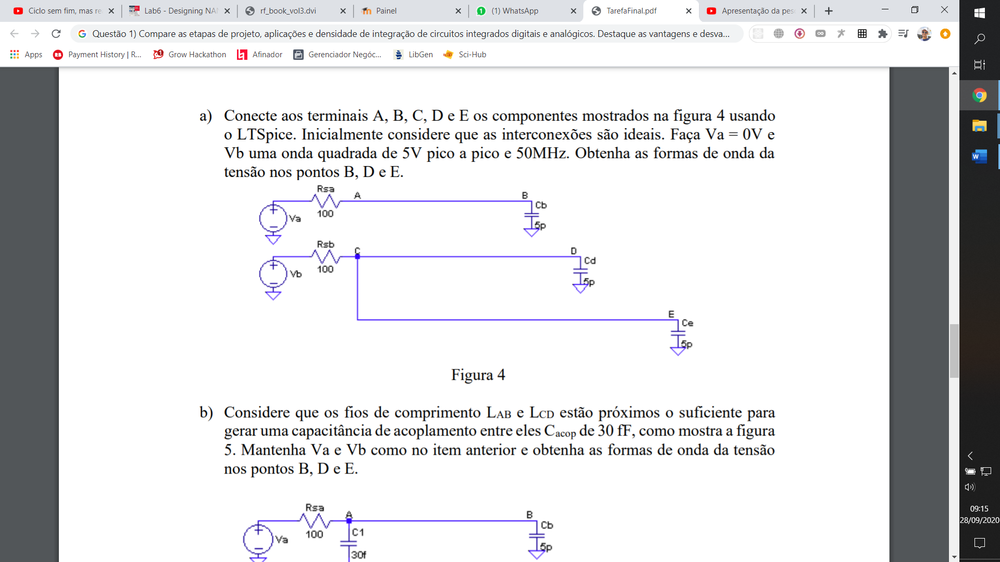 Ciclo sem fim, mas re
Lab6 - Designing NA
rf_book_vol3.dvi
Painel
1
(1) WhatsApp
TarefaFinal.pdf
Apresentação da pes
Questão 1) Compare as etapas de projeto, aplicações e densidade de integração de circuitos integrados digitais e analógicos. Destaque as vantagens e desva...
Apps
Payment History | R...
Grow Hackathon
Afinador
Gerenciador Negóc...
LibGen
Sci-Hub
a) Conecte aos terminais A, B, C, D e E os componentes mostrados na figura 4 usando
o LTSpice. Inicialmente considere que as interconexões são ideais. Faça Va = 0V e
Vb uma onda quadrada de 5V pico a pico e 50MHz. Obtenha as formas de onda da
tensão nos pontos B, D e E.
Rsa
A
B
Cb
100
Va
5p
Rsb
C
D
Cd
100
Vb
5p
E
Ce
5p
Figura 4
b) Considere que os fios de comprimento LAB e LCD estão próximos o suficiente para
gerar uma capacitância de acoplamento entre eles Cacop de 30 fF, como mostra a figura
5. Mantenha Va e Vb como no item anterior e obtenha as formas de onda da tensão
nos pontos B, D e E.
Rsa
A
B
Cb
100
C1
Va
5p
30f
09:15
28/09/2020